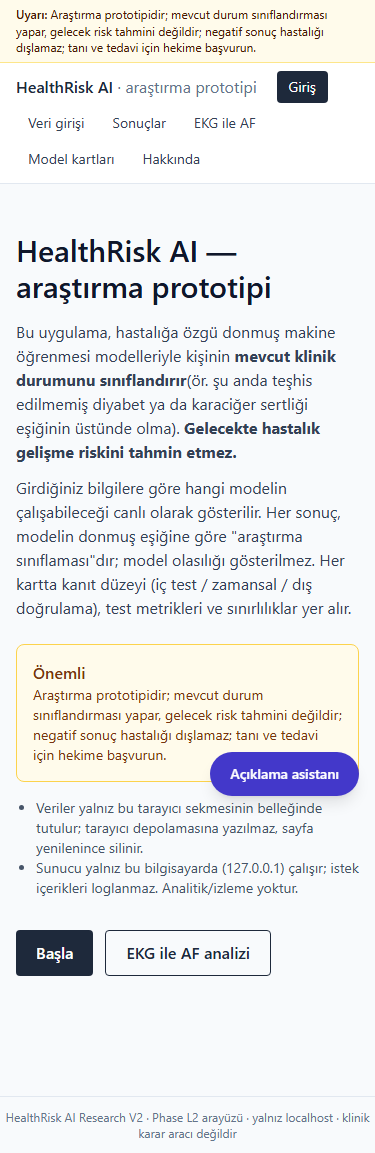 Uyarı: Araştırma prototipidir; mevcut durum sınıflandırması
yapar, gelecek risk tahmini değildir; negatif sonuç hastalığı
dışlamaz; tanı ve tedavi için hekime başvurun.
HealthRisk AI · araştırma prototipi
Giriş
Veri girişi
Sonuçlar
EKG ile AF
Model kartları
Hakkında
HealthRisk AI —
araştırma prototipi
Bu uygulama, hastalığa özgü donmuş makine
öğrenmesi modelleriyle kişinin mevcut klinik
durumunu sınıflandırır(ör. şu anda teşhis
edilmemiş diyabet ya da karaciğer sertliği
eşiğinin üstünde olma). Gelecekte hastalık
gelişme riskini tahmin etmez.
Girdiğiniz bilgilere göre hangi modelin
çalışabileceği canlı olarak gösterilir. Her sonuç,
modelin donmuş eşiğine göre "araştırma
sınıflaması"dır; model olasılığı gösterilmez. Her
kartta kanıt düzeyi (iç test / zamansal / dış
doğrulama), test metrikleri ve sınırlılıklar yer alır.
Önemli
Araştırma prototipidir; mevcut durum
sınıflandırması yapar, gelecek risk tahmini değildir;
negatif sonuç hastalığı dışlamaz; tanı ve tedavi
için hekime başvurun.
Açıklama asistanı
Veriler yalnız bu tarayıcı sekmesinin belleğinde
tutulur; tarayıcı depolamasına yazılmaz, sayfa
yenilenince silinir.
Sunucu yalnız bu bilgisayarda (127.0.0.1) çalışır; istek
içerikleri loglanmaz. Analitik/izleme yoktur.
Başla
EKG ile AF analizi
HealthRisk AI Research V2 · Phase L2 arayüzü · yalnız localhost · klinik
karar aracı değildir